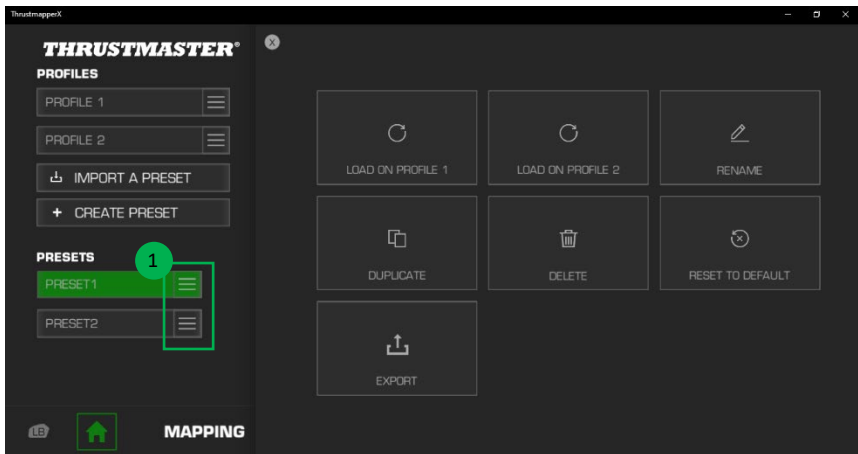 ThrustmapperX
THRUSTMASTER®
PROFILES
PROFILE 1
PROFILE 2
IMPORT A PRESET
+ CREATE PRESET
PRESETS
1
PRESET1
PRESET2
LB
MAPPING
X
LOAD ON PROFILE 1
LOAD ON PROFILE 2
RENAME
DUPLICATE
DELETE
RESET TO DEFAULT
EXPORT